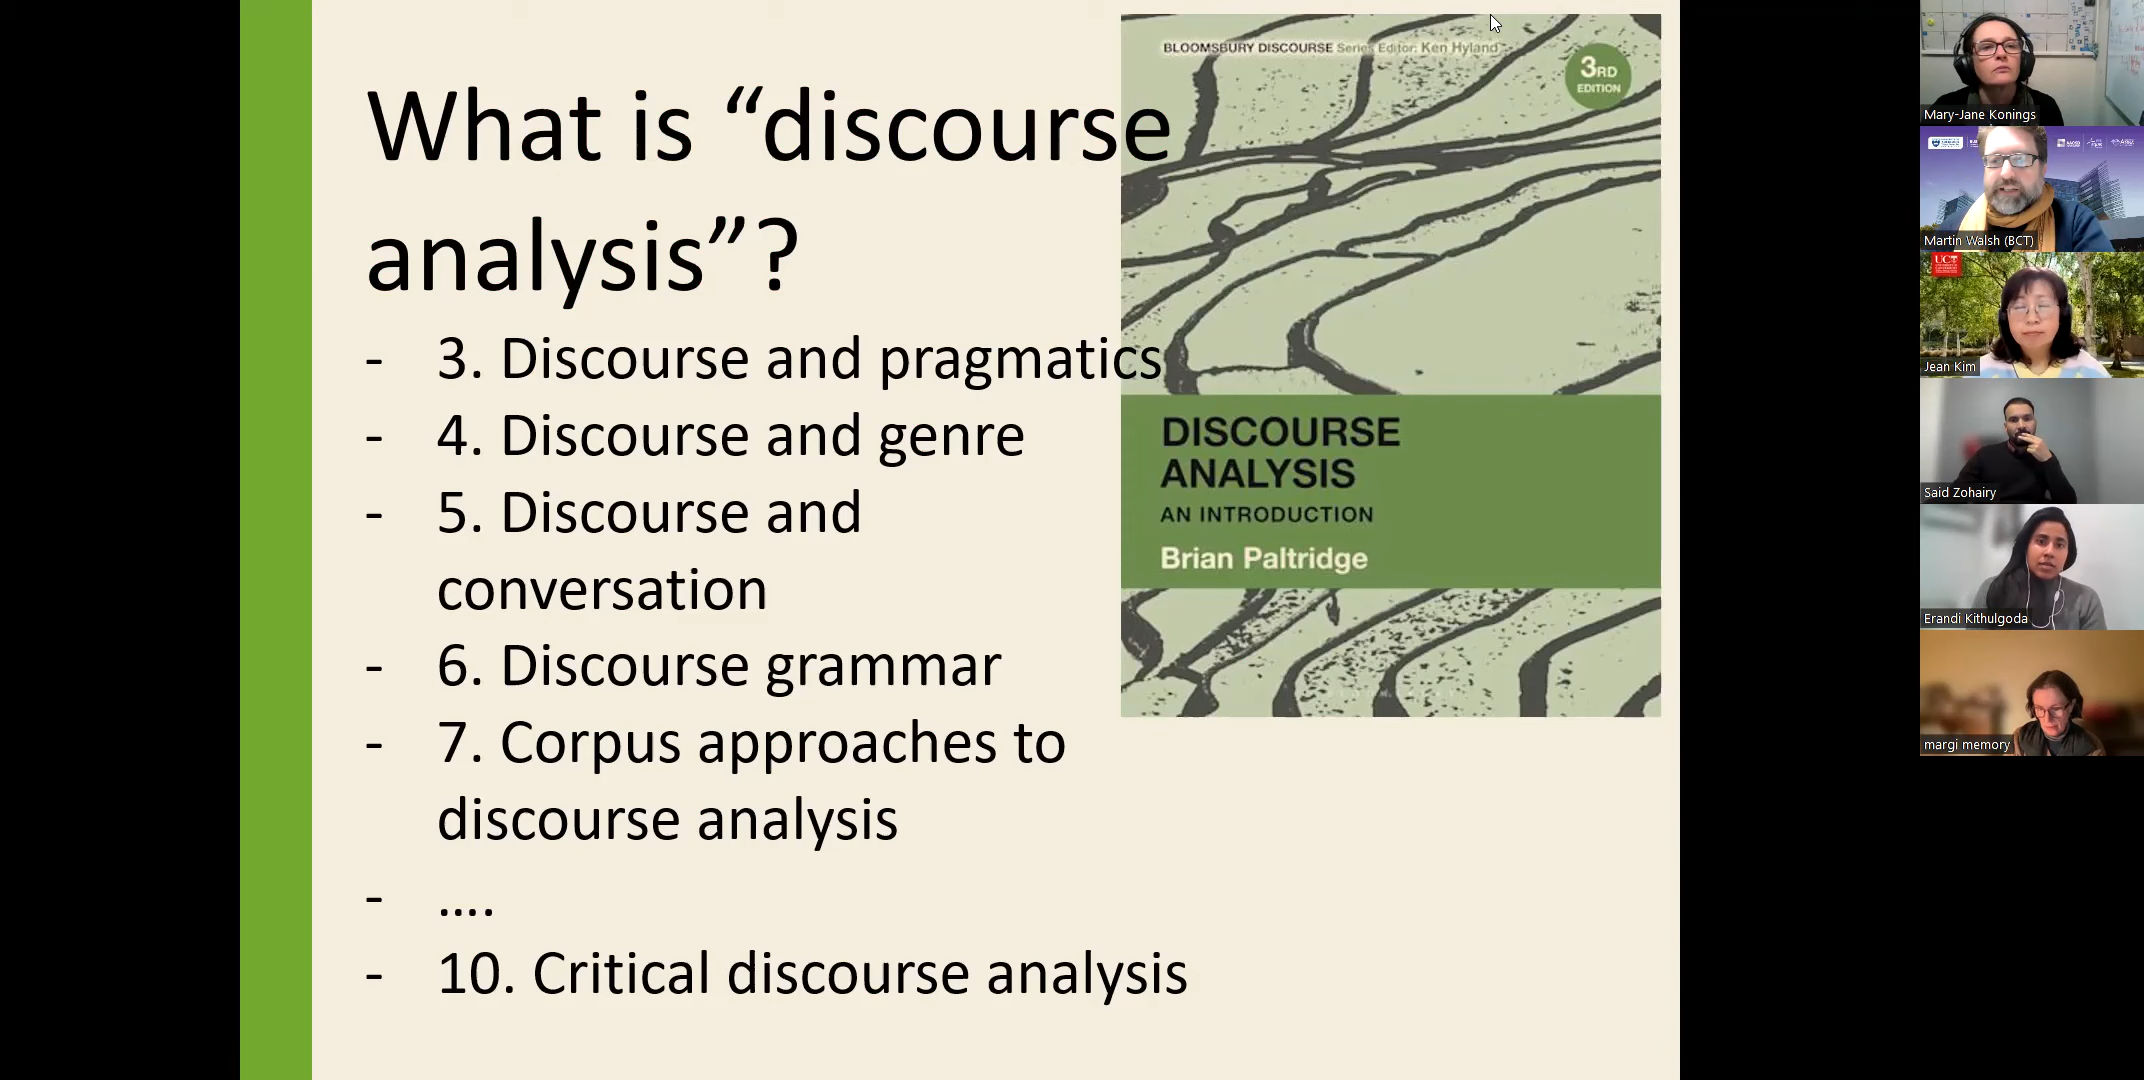 What is “discourse
analysis”?
- 3. Discourse and pragmatics
- 4. Discourse and genre
- 5. Discourse and
conversation
- 6. Discourse grammar
- 7. Corpus approaches to
discourse analysis
- ....
- 10. Critical discourse analysis
BLOOMSBURY DISCOURSE Series Editor: Ken Hyland
3RD
EDITION
DISCOURSE
ANALYSIS
AN INTRODUCTION
Brian Paltridge
Mary-Jane Konings
Martin Walsh (BCT)
UCT
Jean Kim
Said Zohairy
Erandi Kithulgoda
margi memory